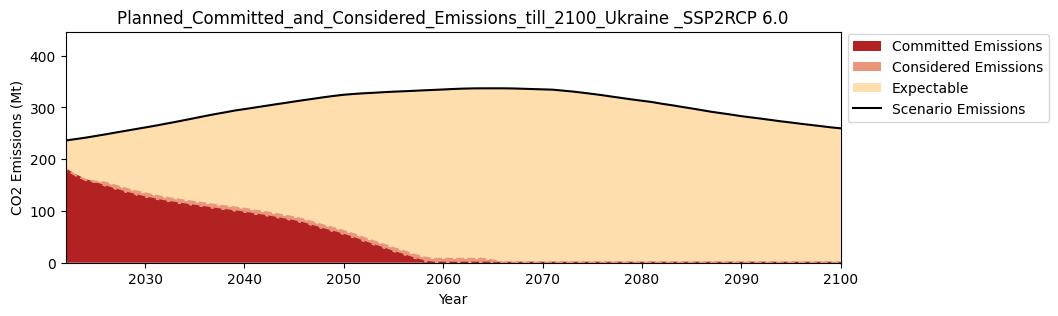 Planned_Committed_and_Considered_Emissions_till_2100_Ukraine _SSP2RCP 6.0
Committed Emissions
Considered Emissions
Expectable
Scenario Emissions
CO2 Emissions (Mt)
400
300
200
100
0
2030 2040 2050 2060 2070 2080 2090 2100
Year